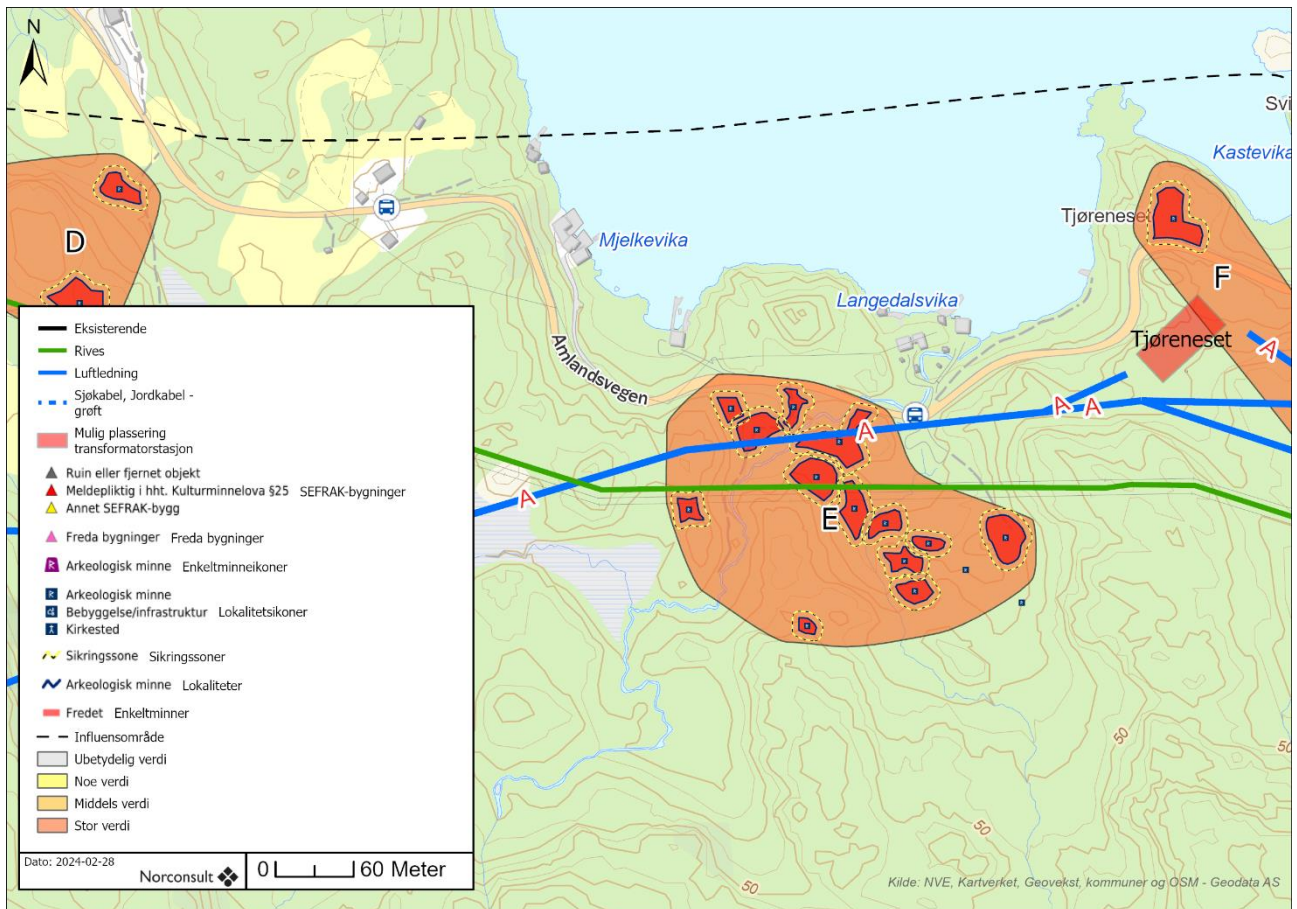 N
Svi
Kastevika
Tjøreneset
D
Mjelkevika
F
Langedalsvika
Tjøreneset
Amlandsvegen
A
A
A
A
A
E
Eksisterende
Rives
Luftledning
Sjøkabel, Jordkabel -
grøft
Mulig plassering
transformatorstasjon
Ruin eller fjernet objekt
Meldepliktig i hht. Kulturminnelova §25 SEFRAK-bygninger
Annet SEFRAK-bygg
Freda bygninger Freda bygninger
R Arkeologisk minne Enkeltminneikoner
R Arkeologisk minne
Bebyggelse/infrastruktur Lokalitetsikoner
Kirkested
Sikringssone Sikringssoner
Arkeologisk minne Lokaliteter
Fredet Enkeltminner
Influensområde
Ubetydelig verdi
Noe verdi
Middels verdi
Stor verdi
50
50
50
50
Dato: 2024-02-28
Norconsult
0 60 Meter
Kilde: NVE, Kartverket, Geovekst, kommuner og OSM - Geodata AS